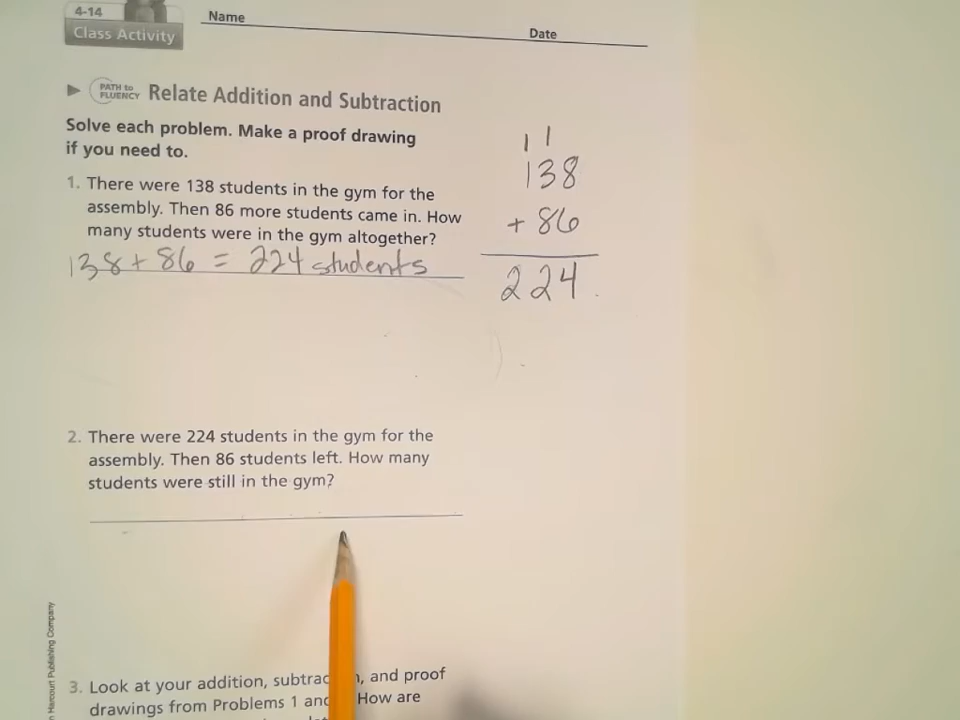 4-14
Class Activity
Name
Date
PATH to
FLUENCY
Relate Addition and Subtraction
Solve each problem. Make a proof drawing
if you need to.
1. There were 138 students in the gym for the
assembly. Then 86 more students came in. How
many students were in the gym altogether?
138 + 86 = 224 students
1 1
138
+ 86
224
2. There were 224 students in the gym for the
assembly. Then 86 students left. How many
students were still in the gym?
3. Look at your addition, subtrac , and proof
drawings from Problems 1 and How are
n Harcourt Publishing Company